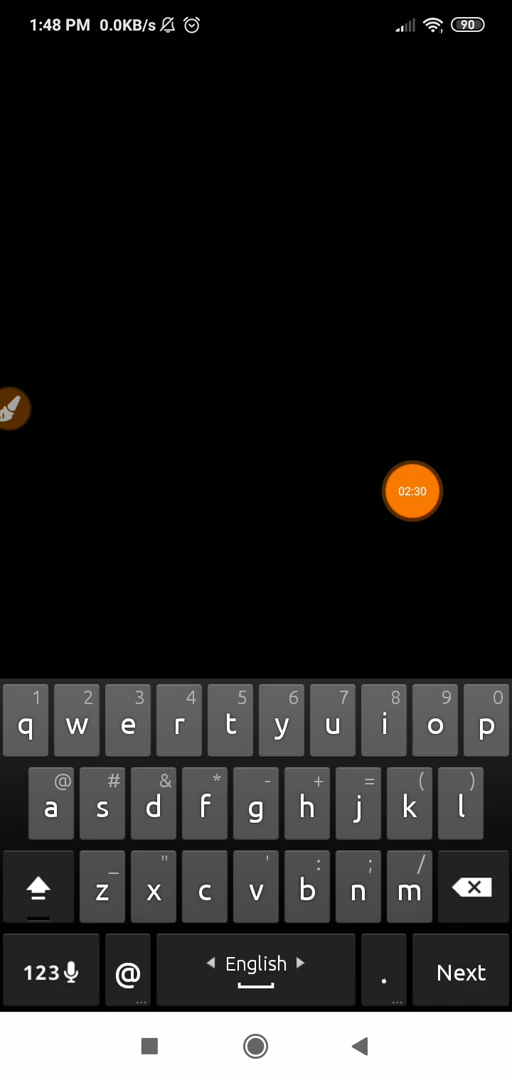 1:48 PM 0.0KB/s 90
02:30
1 2 3 4 5 6 7 8 9 0
q w e r t y u i o p
@ # & * - + = ( )
a s d f g h j k l
_ " ' : ; /
z x c v b n m
123 @ English . Next
... ...